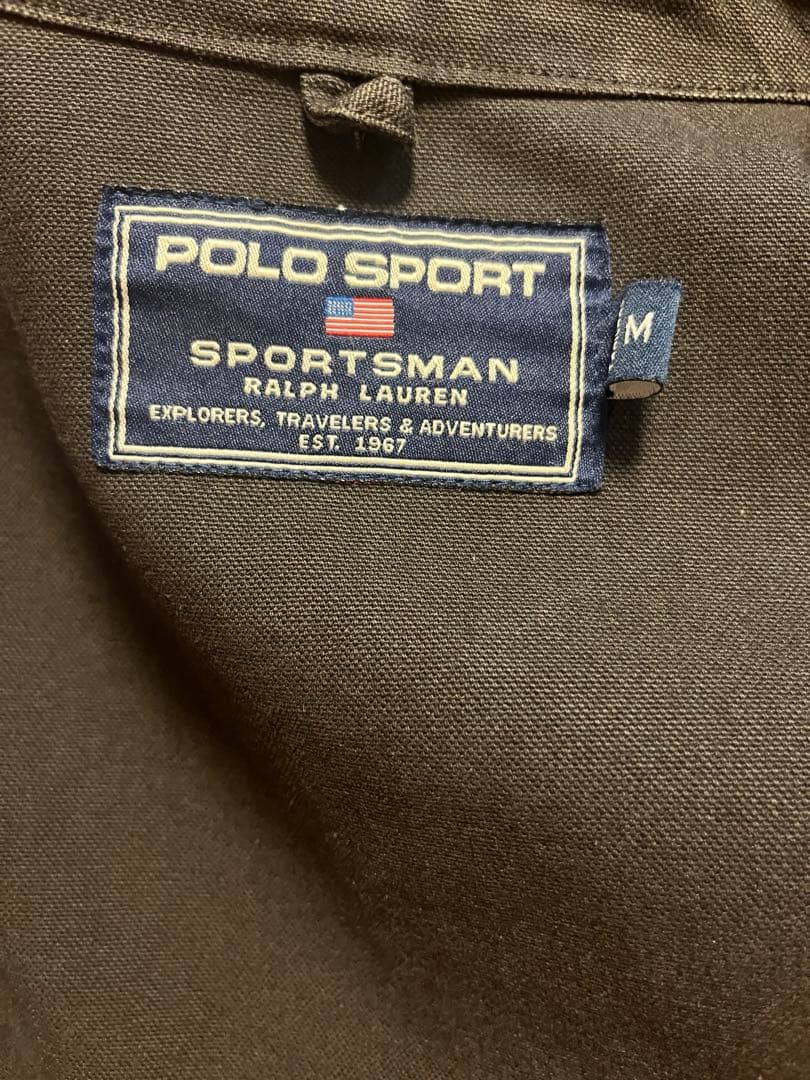 POLO SPORT
SPORTSMAN
RALPH LAUREN
EXPLORERS, TRAVELERS & ADVENTURERS
EST. 1967
M